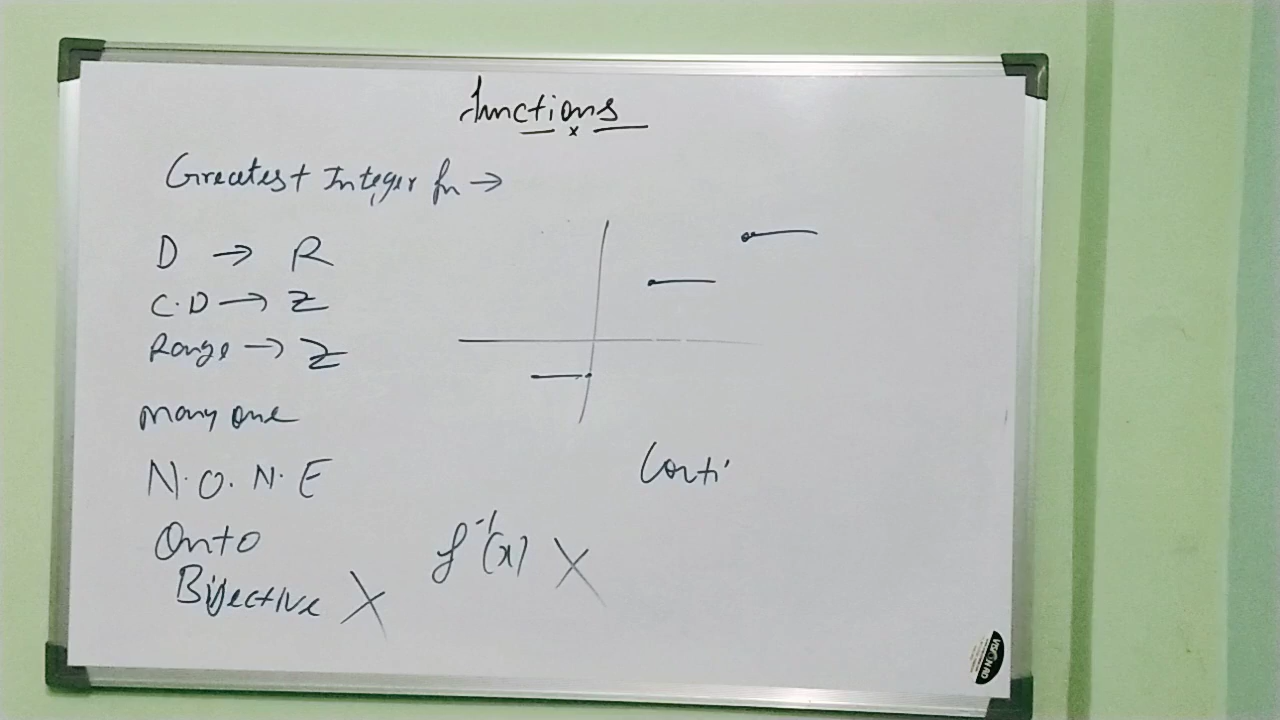 Functions
x
Greatest Integer fn →
D → R
C.D → Z
Range → Z
Many one
N.O.N.E
Conti
Onto
f⁻¹(x) X
Bijective X